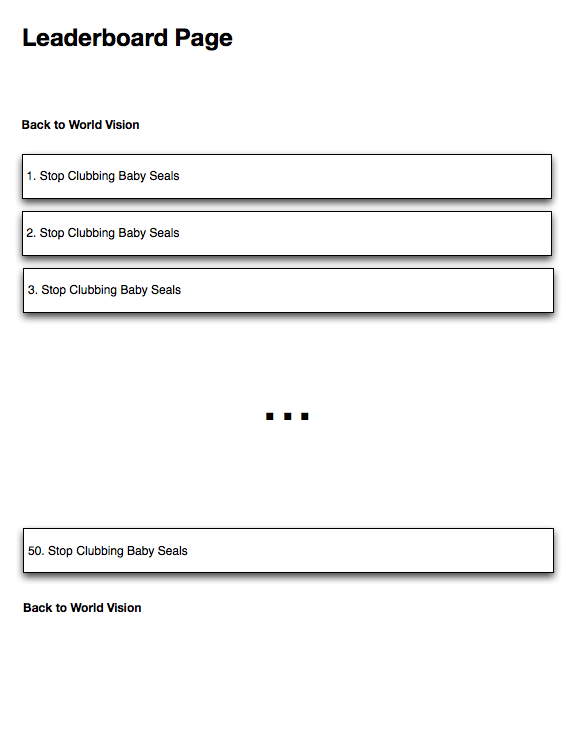 Leaderboard Page
Back to World Vision
1. Stop Clubbing Baby Seals
2. Stop Clubbing Baby Seals
3. Stop Clubbing Baby Seals
...
50. Stop Clubbing Baby Seals
Back to World Vision